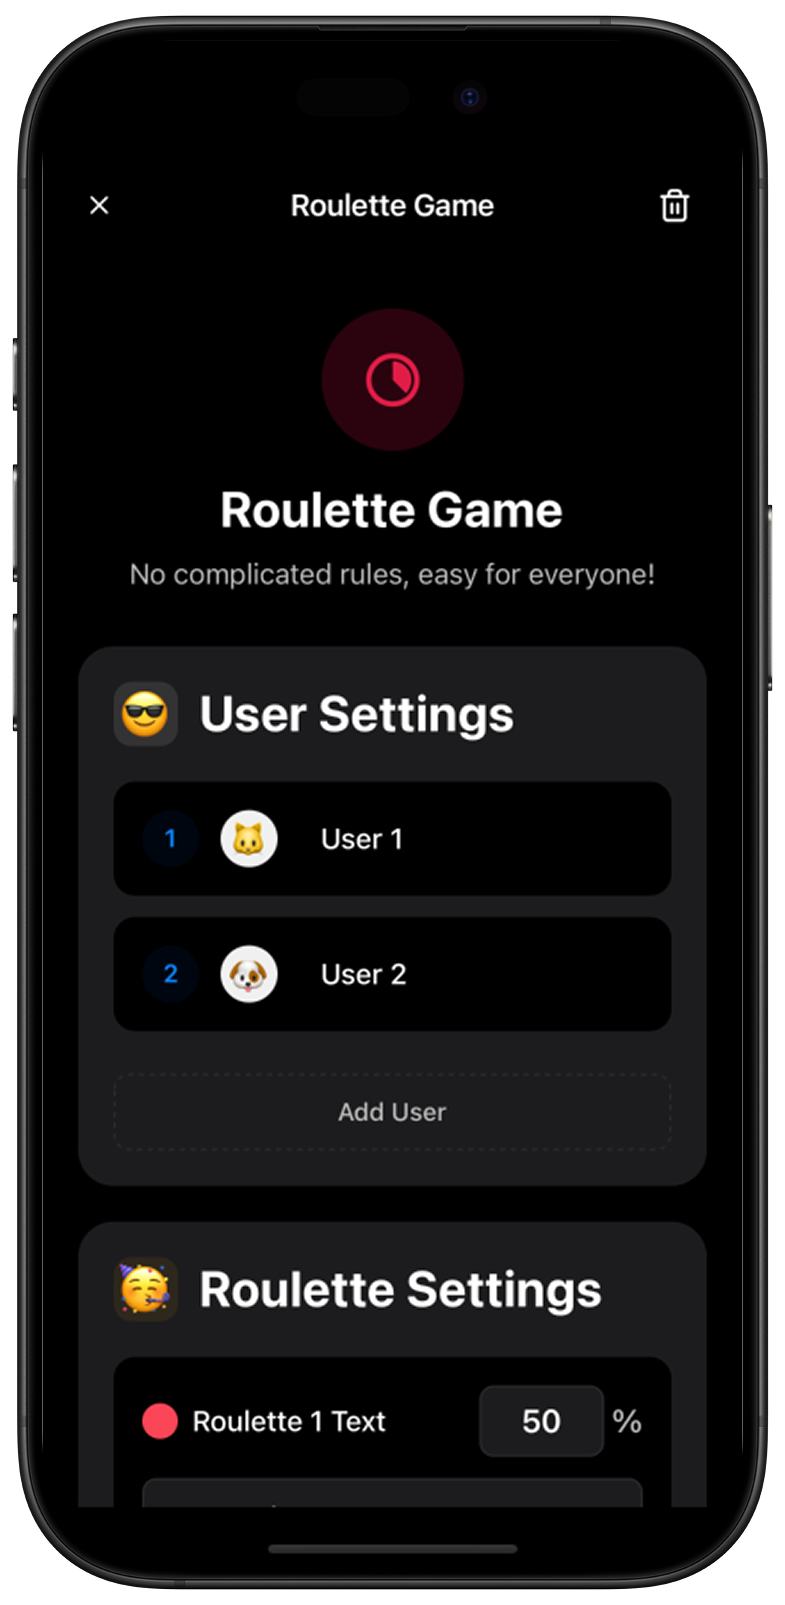 Roulette Game
Roulette Game
No complicated rules, easy for everyone!
User Settings
1 User 1
2 User 2
Add User
Roulette Settings
Roulette 1 Text 50 %